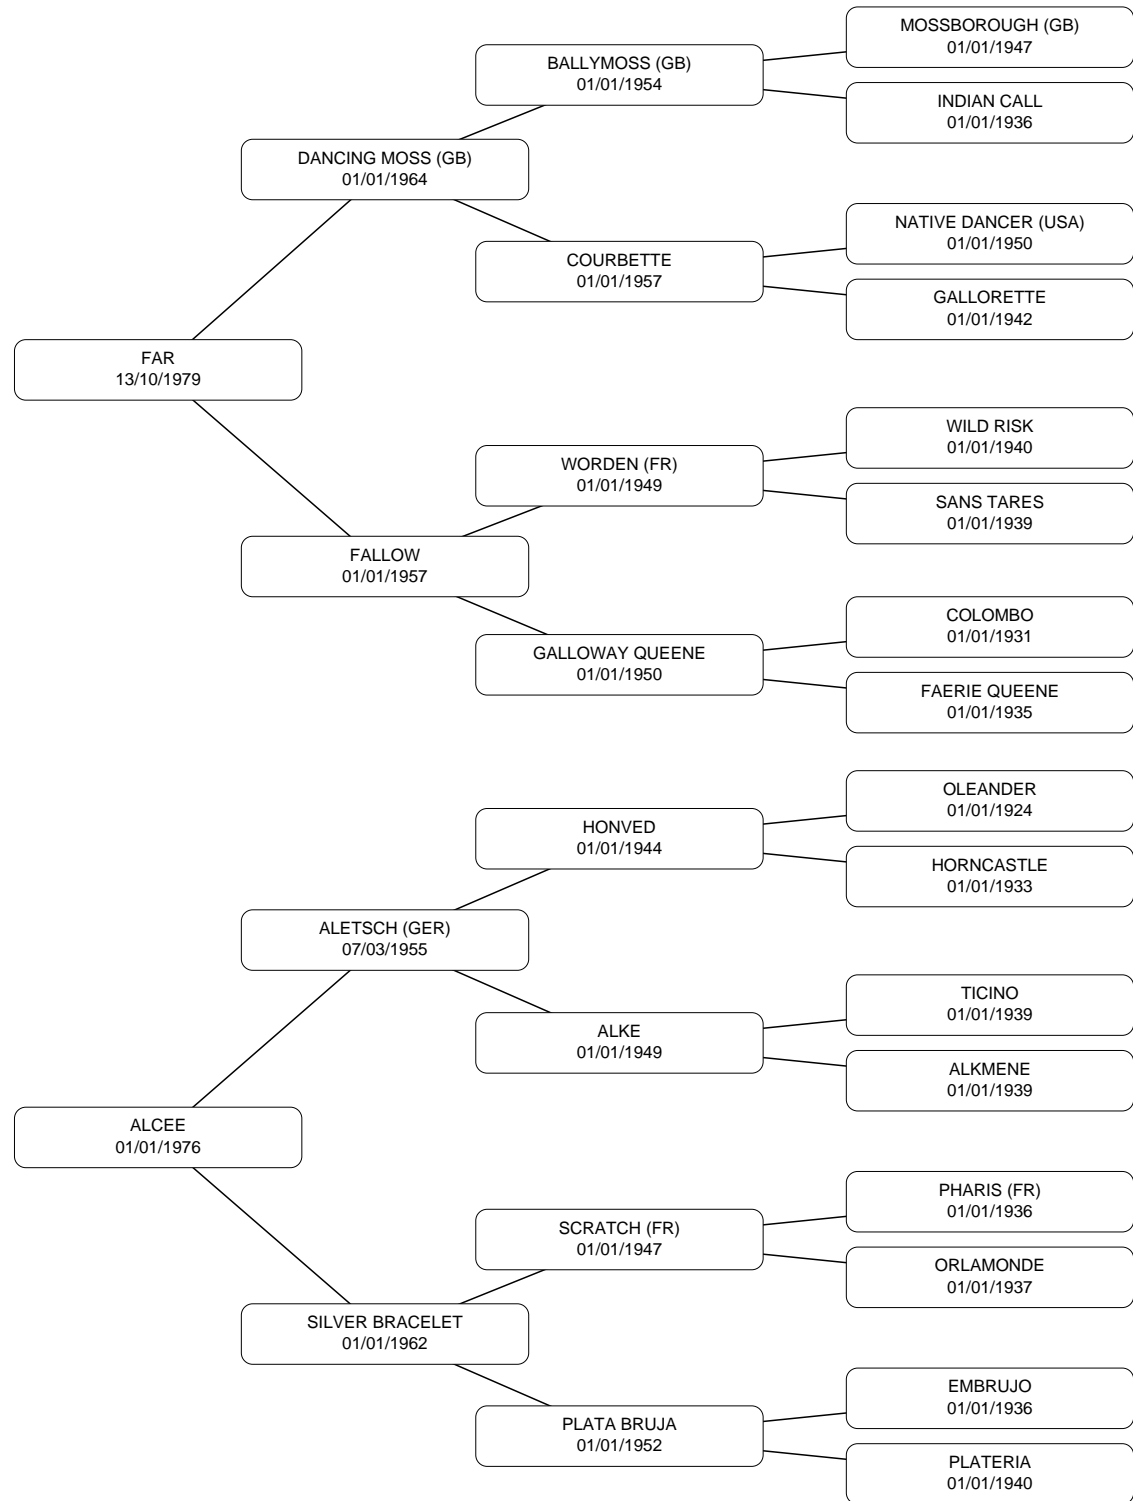 MOSSBOROUGH (GB)
01/01/1947
BALLYMOSS (GB)
01/01/1954
INDIAN CALL
01/01/1936
DANCING MOSS (GB)
01/01/1964
NATIVE DANCER (USA)
01/01/1950
COURBETTE
01/01/1957
GALLORETTE
01/01/1942
FAR
13/10/1979
WILD RISK
01/01/1940
WORDEN (FR)
01/01/1949
SANS TARES
01/01/1939
FALLOW
01/01/1957
COLOMBO
01/01/1931
GALLOWAY QUEENE
01/01/1950
FAERIE QUEENE
01/01/1935
OLEANDER
01/01/1924
HONVED
01/01/1944
HORNCASTLE
01/01/1933
ALETSCH (GER)
07/03/1955
TICINO
01/01/1939
ALKE
01/01/1949
ALKMENE
01/01/1939
ALCEE
01/01/1976
PHARIS (FR)
01/01/1936
SCRATCH (FR)
01/01/1947
ORLAMONDE
01/01/1937
SILVER BRACELET
01/01/1962
EMBRUJO
01/01/1936
PLATA BRUJA
01/01/1952
PLATERIA
01/01/1940